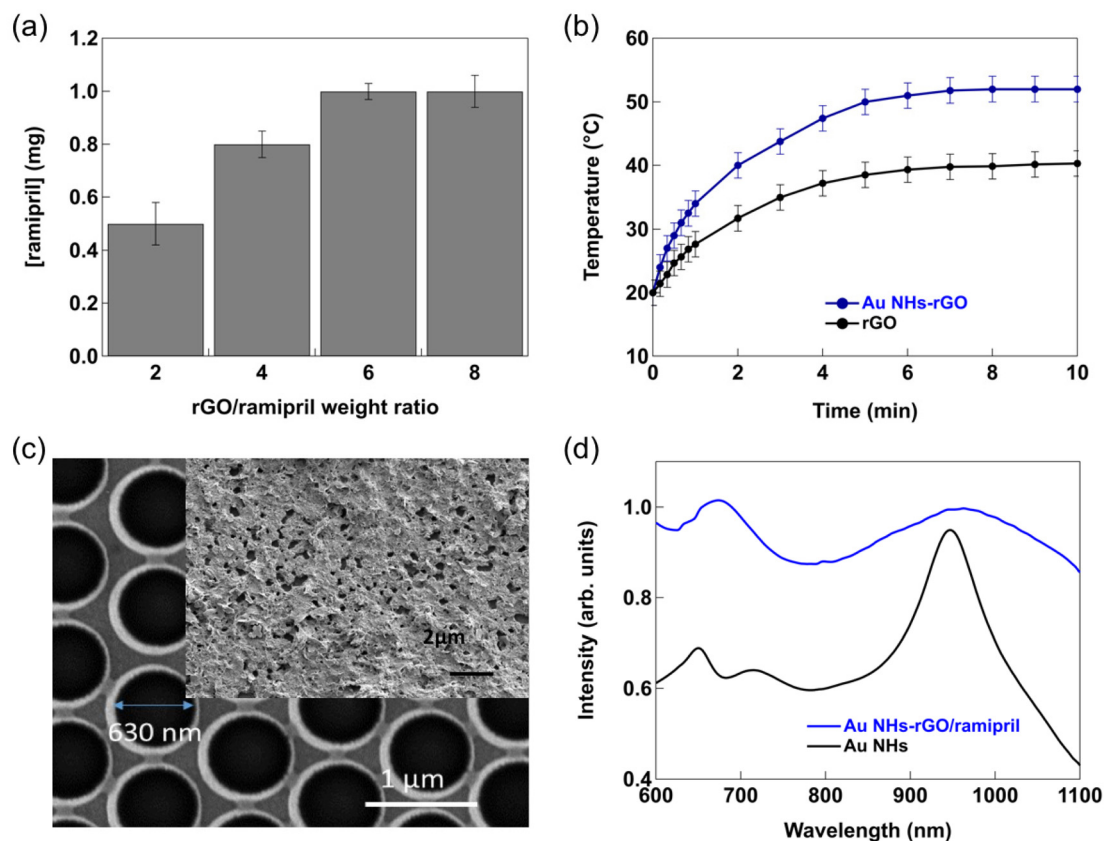 (a)
[ramipril] (mg)
1.2
1.0
0.8
0.6
0.4
0.2
0.0
2 4 6 8
rGO/ramipril weight ratio
(b)
Temperature (°C)
60
50
40
30
20
10
Au NHs-rGO
rGO
0 2 4 6 8 10
Time (min)
(c)
2μm
630 nm
1 μm
(d)
Intensity (arb. units)
1.0
0.8
0.6
0.4
Au NHs-rGO/ramipril
Au NHs
600 700 800 900 1000 1100
Wavelength (nm)